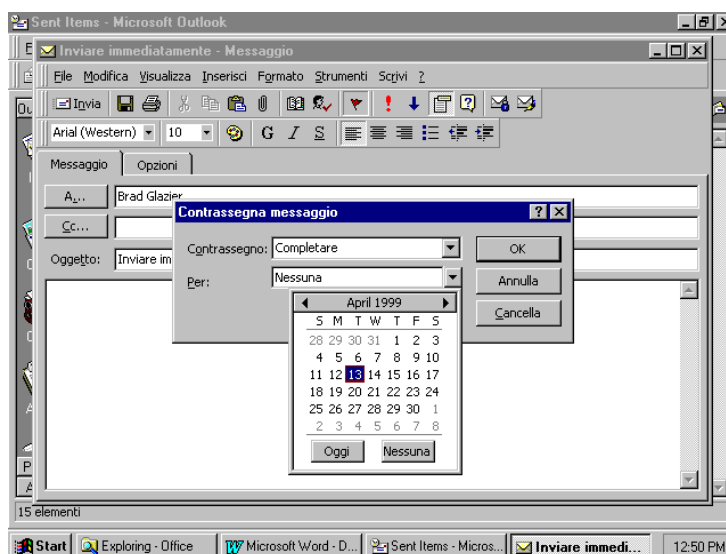 Sent Items - Microsoft Outlook
Inviare immediatamente - Messaggio
File Modifica Visualizza Inserisci Formato Strumenti Scrivi ?
Invia
Arial (Western) 10 G I S
Messaggio Opzioni
A... Brad Glazier
Cc...
Oggetto: Inviare im
Contrassegna messaggio
Contrassegno: Completare OK
Per: Nessuna Annulla
Cancella
April 1999
S M T W T F S
28 29 30 31 1 2 3
4 5 6 7 8 9 10
11 12 13 14 15 16 17
18 19 20 21 22 23 24
25 26 27 28 29 30 1
2 3 4 5 6 7 8
Oggi Nessuna
15 elementi
Start Exploring - Office Microsoft Word - D... Sent Items - Micros... Inviare immedi... 12:50 PM